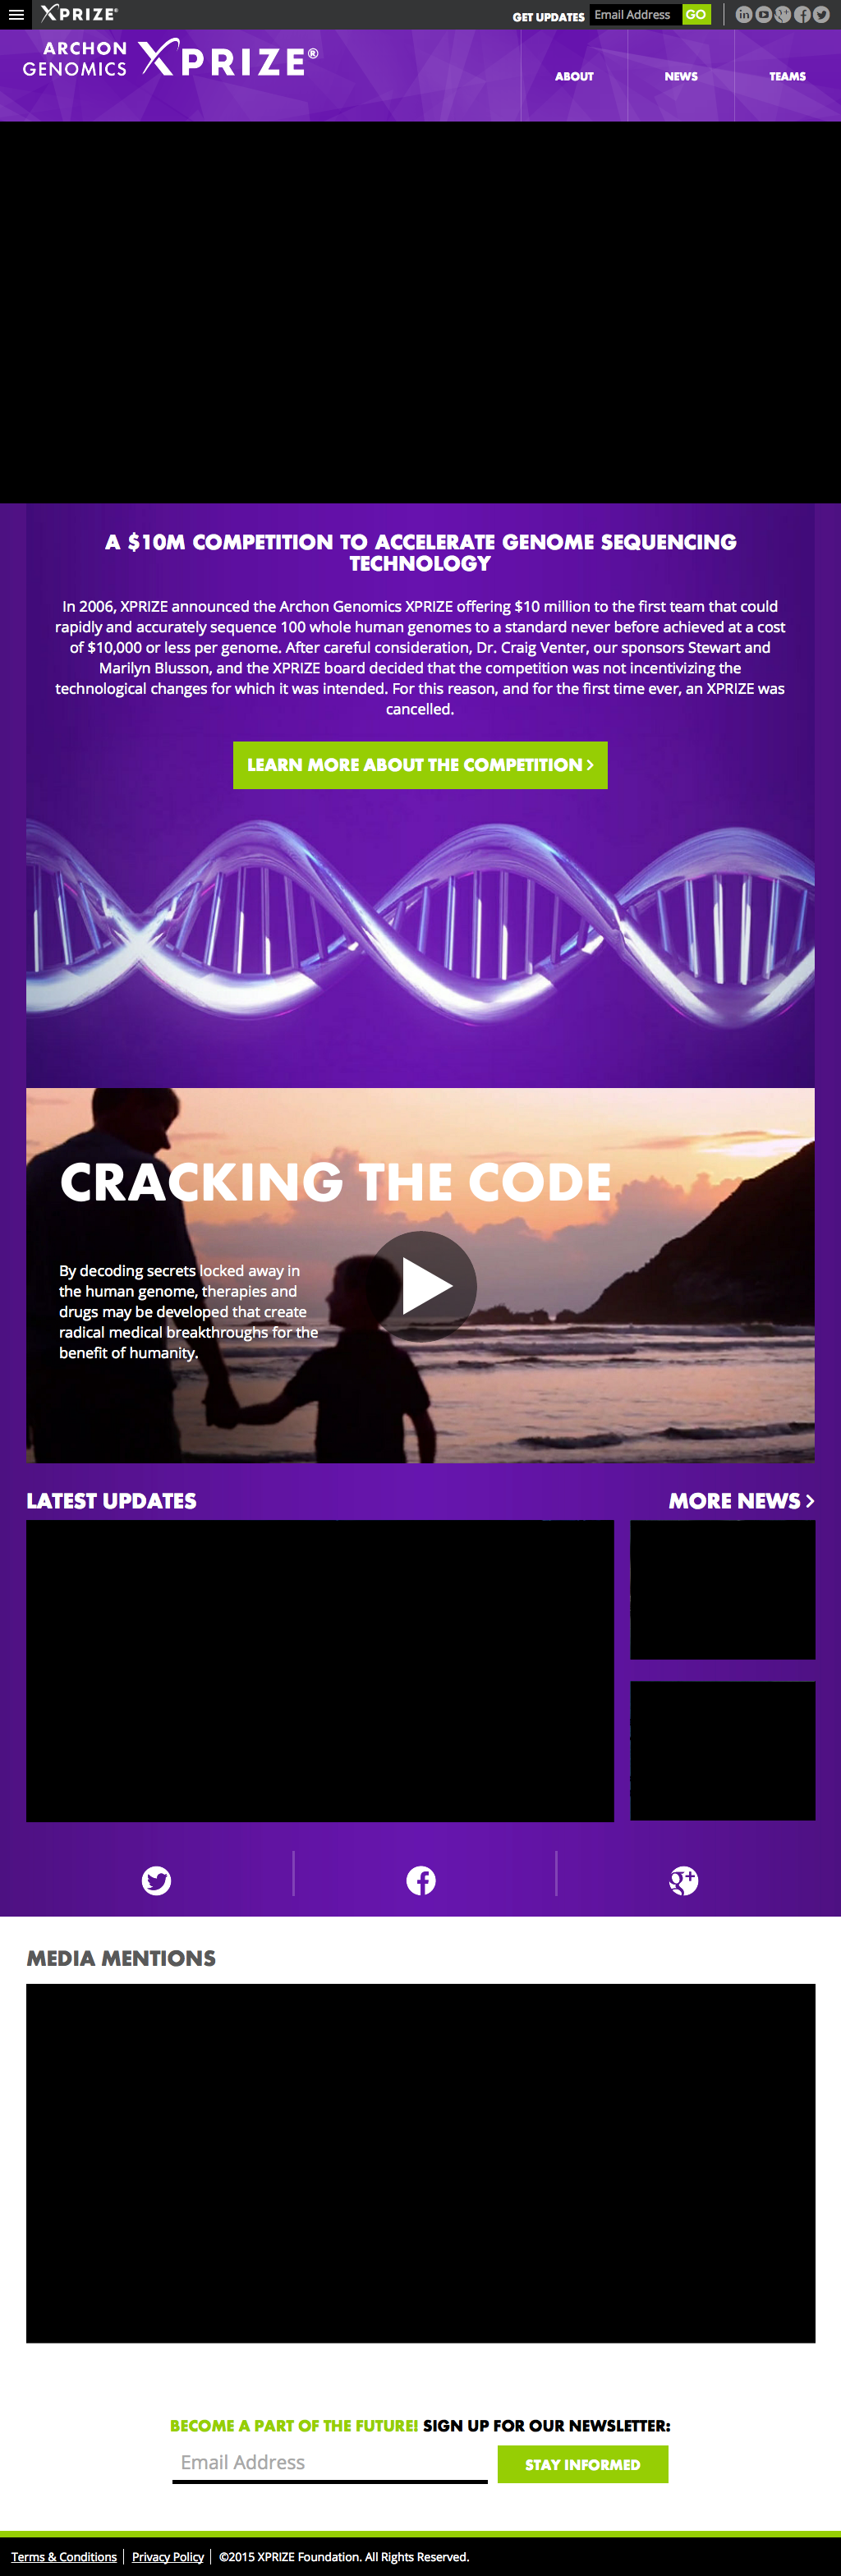 XPRIZE®
GET UPDATES
Email Address
GO
ARCHON
GENOMICS
XPRIZE®
ABOUT
NEWS
TEAMS
A $10M COMPETITION TO ACCELERATE GENOME SEQUENCING
TECHNOLOGY
In 2006, XPRIZE announced the Archon Genomics XPRIZE offering $10 million to the first team that could
rapidly and accurately sequence 100 whole human genomes to a standard never before achieved at a cost
of $10,000 or less per genome. After careful consideration, Dr. Craig Venter, our sponsors Stewart and
Marilyn Blusson, and the XPRIZE board decided that the competition was not incentivizing the
technological changes for which it was intended. For this reason, and for the first time ever, an XPRIZE was
cancelled.
LEARN MORE ABOUT THE COMPETITION >
CRACKING THE CODE
By decoding secrets locked away in
the human genome, therapies and
drugs may be developed that create
radical medical breakthroughs for the
benefit of humanity.
LATEST UPDATES
MORE NEWS >
MEDIA MENTIONS
BECOME A PART OF THE FUTURE! SIGN UP FOR OUR NEWSLETTER:
Email Address
STAY INFORMED
Terms & Conditions | Privacy Policy | ©2015 XPRIZE Foundation. All Rights Reserved.